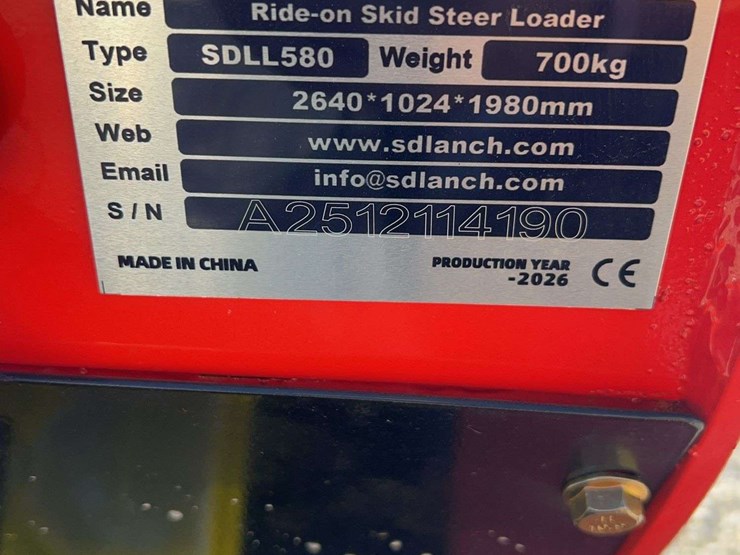 Name Ride-on Skid Steer Loader
Type SDLL580 Weight 700kg
Size 2640*1024*1980mm
Web www.sdlanch.com
Email info@sdlanch.com
S/N A2512114190
MADE IN CHINA PRODUCTION YEAR CE
-2026